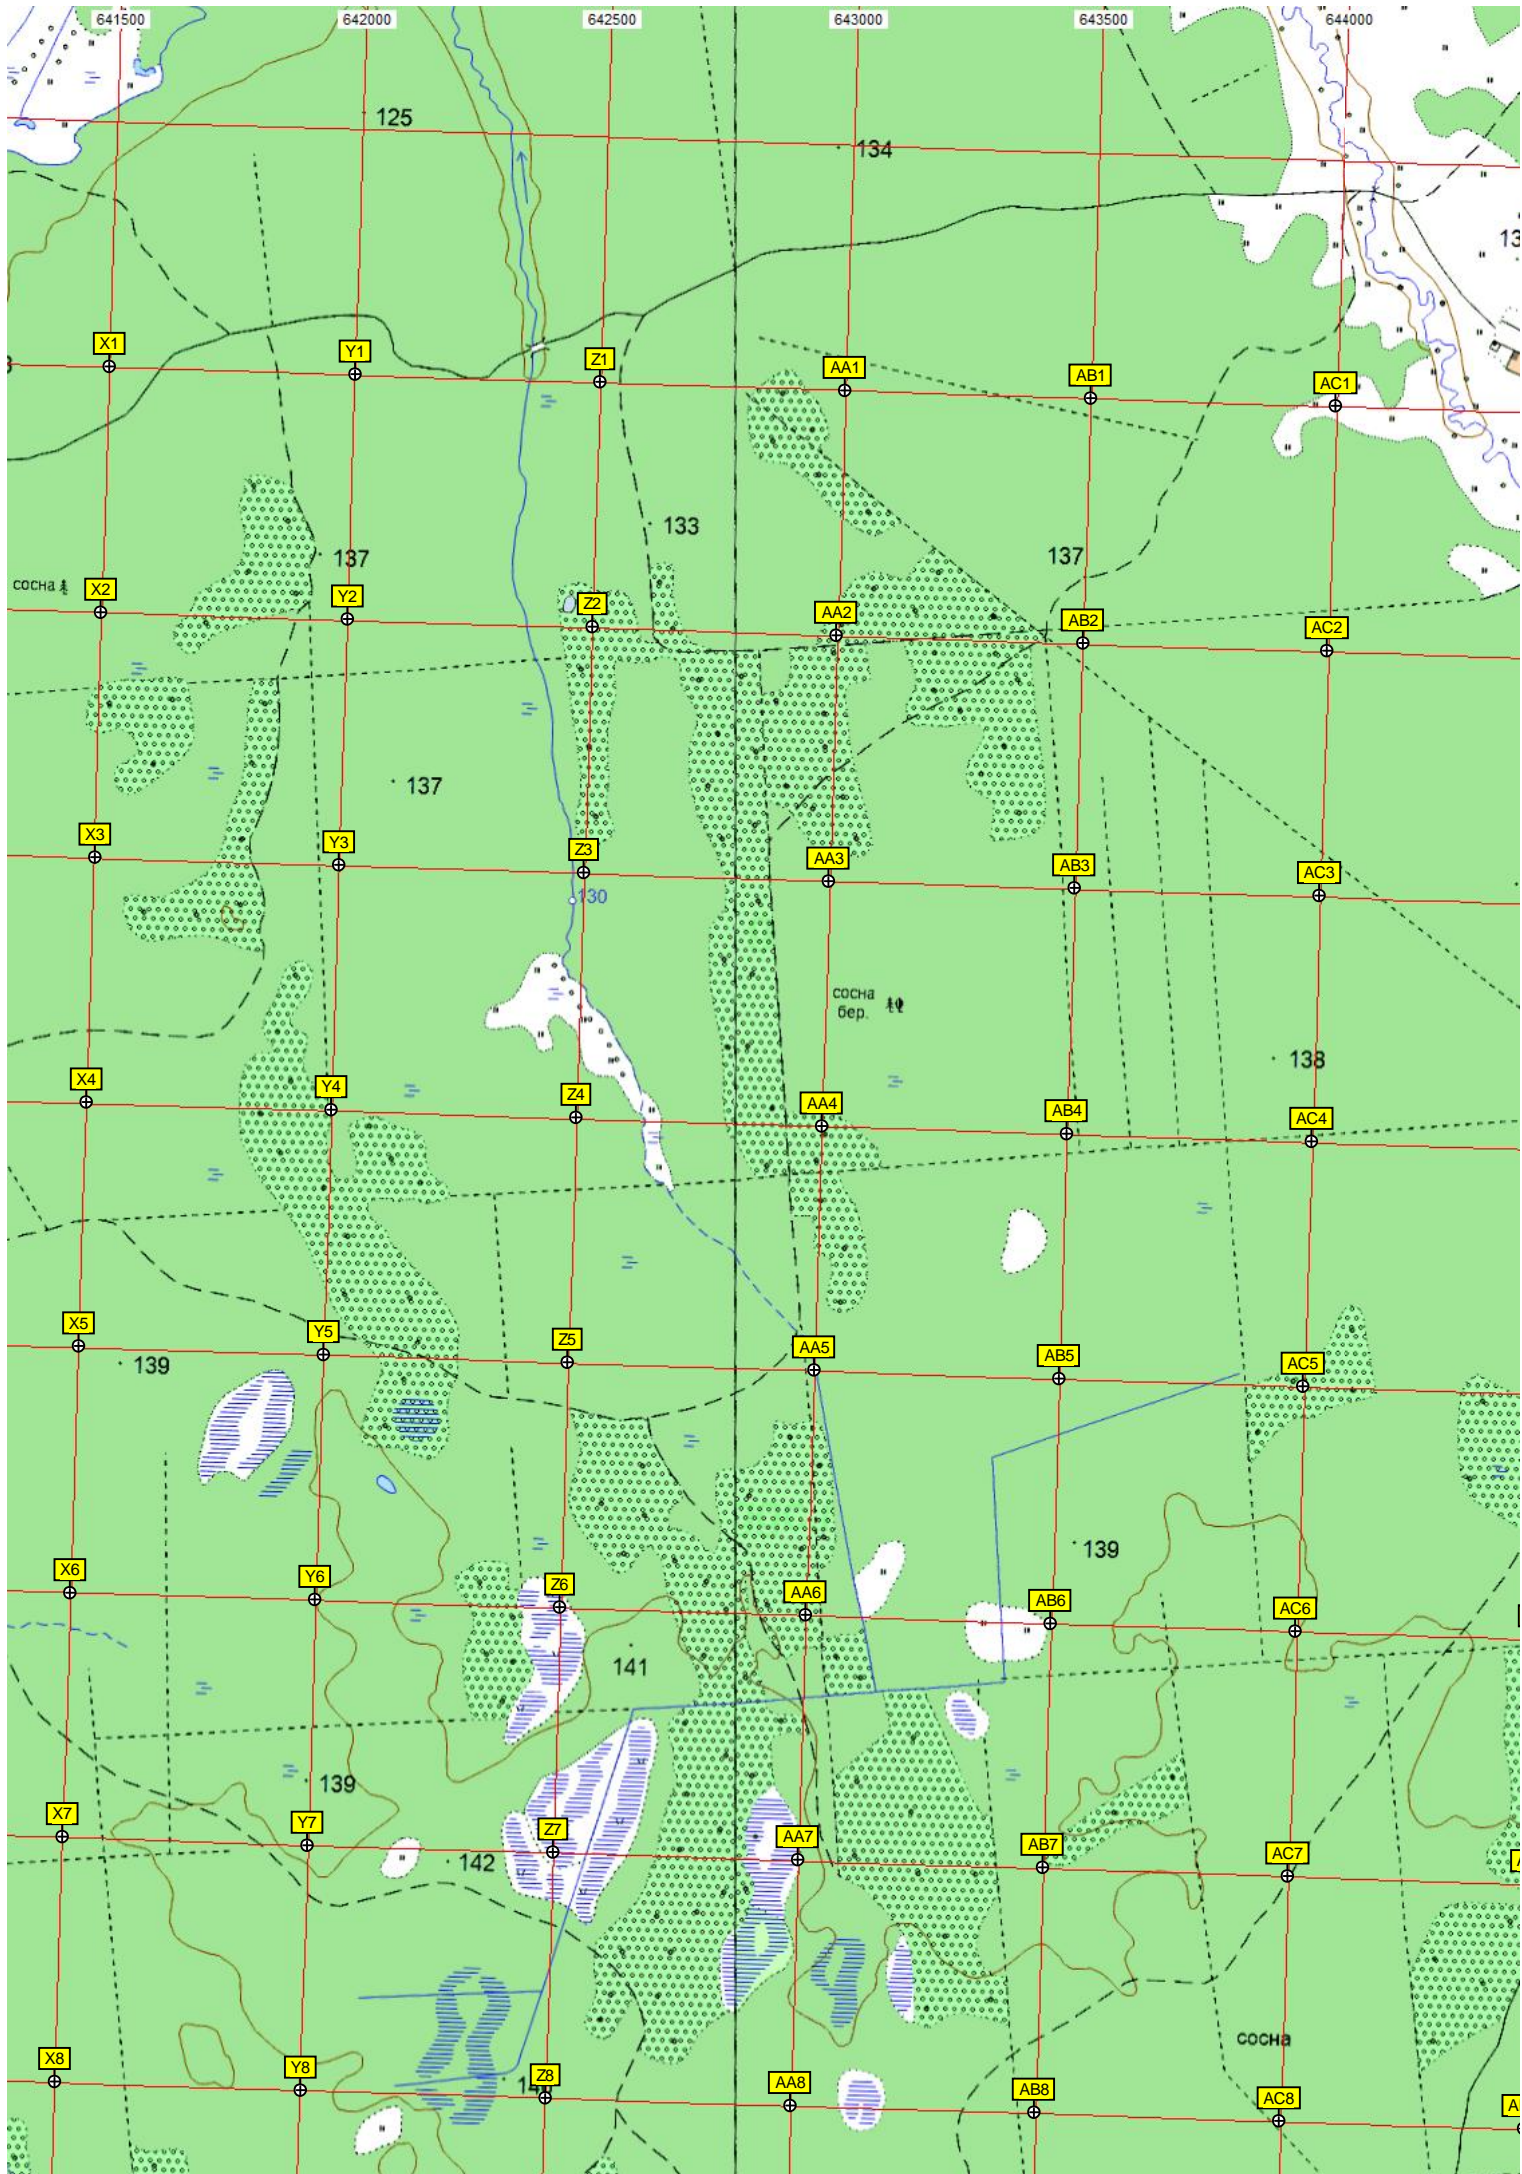 641500 642000 642500 643000 643500 644000
125
134
X1 Y1 Z1 AA1 AB1 AC1
133
137 137
сосна
X2 Y2 Z2 AA2 AB2 AC2
137
X3 Y3 Z3 AA3 AB3 AC3
130
сосна
бер.
138
X4 Y4 Z4 AA4 AB4 AC4
X5 Y5 Z5 AA5 AB5 AC5
139
139
X6 Y6 Z6 AA6 AB6 AC6
141
139
X7 Y7 Z7 AA7 AB7 AC7
142
сосна
X8 Y8 Z8 AA8 AB8 AC8